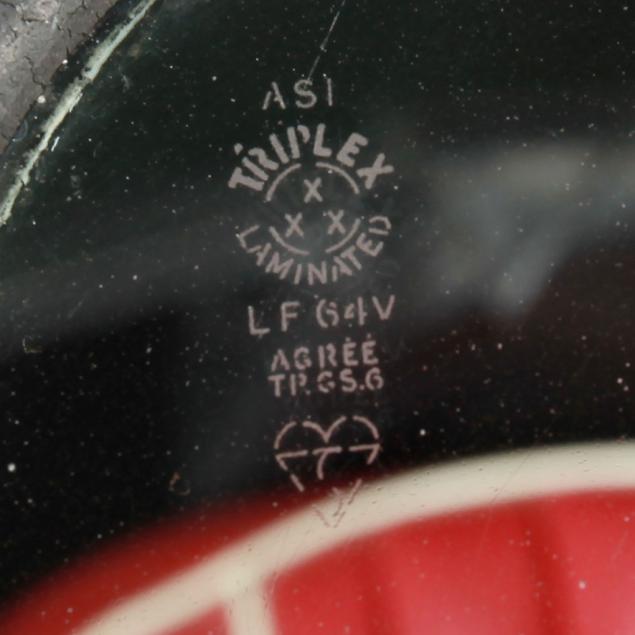 ASI
TRIPLEX
X
X X
LAMINATED
LF 64V
AGRÉÉ
TP.GS.6